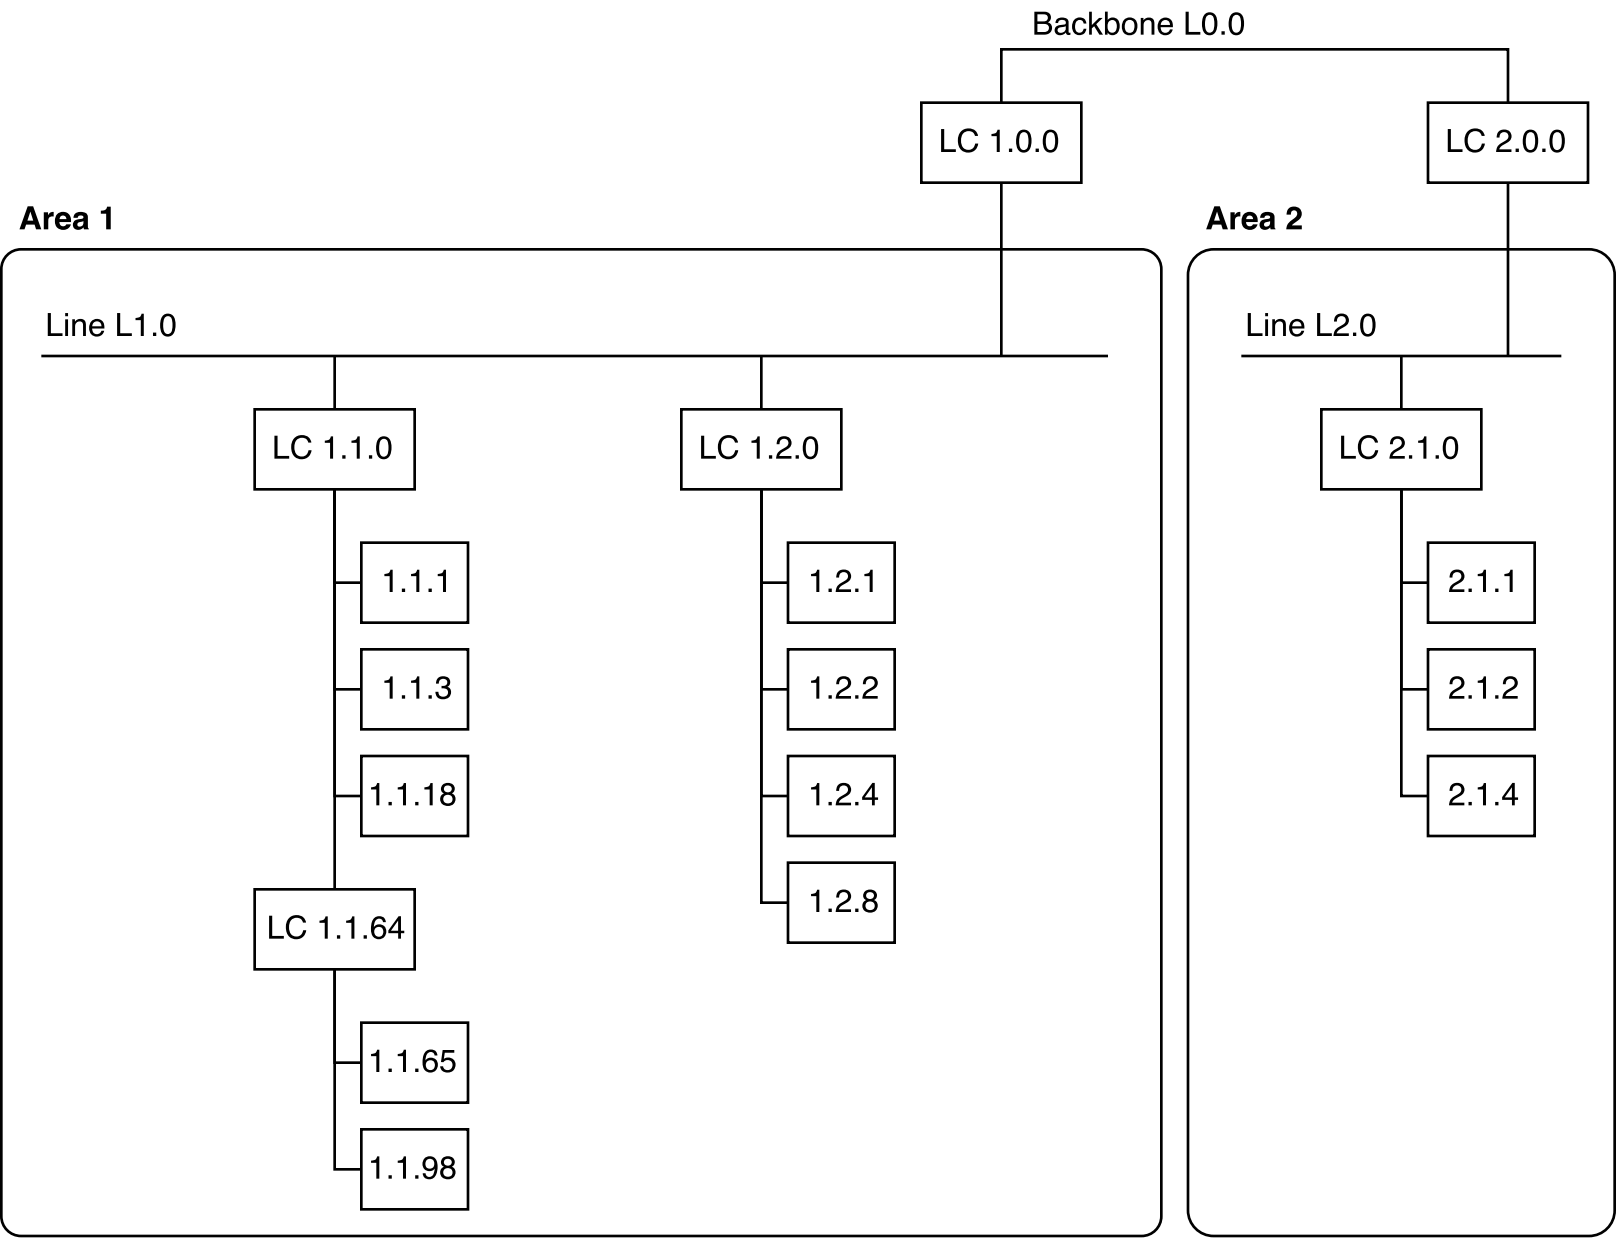 Backbone L0.0
LC 1.0.0
LC 2.0.0
Area 1
Line L1.0
LC 1.1.0
1.1.1
1.1.3
1.1.18
LC 1.1.64
1.1.65
1.1.98
LC 1.2.0
1.2.1
1.2.2
1.2.4
1.2.8
Area 2
Line L2.0
LC 2.1.0
2.1.1
2.1.2
2.1.4